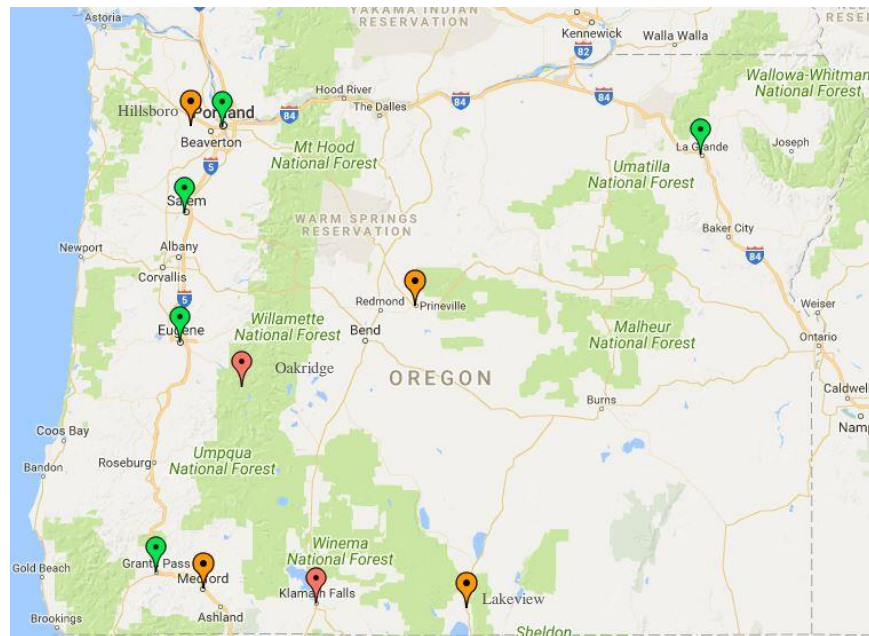 Astoria
YAKAMA INDIAN
RESERVATION
Kennewick
82
Walla Walla
Hood River
Wallowa-Whitman
National Forest
Hillsboro
Portland
84
The Dalles
84
84
Beaverton
Mt Hood
National Forest
5
La Grande
Joseph
Umatilla
National Forest
Salem
WARM SPRINGS
RESERVATION
Baker City
Newport
Albany
84
Corvallis
5
Redmond
Prineville
Weiser
Eugene
Willamette
National Forest
Bend
Malheur
National Forest
Ontario
Oakridge
OREGON
Caldwell
Burns
Namp
Coos Bay
Umpqua
National Forest
Roseburg
Bandon
Winema
National Forest
Gold Beach
Grants Pass
Medford
Klamath Falls
Lakeview
Ashland
Brookings
Sheldon